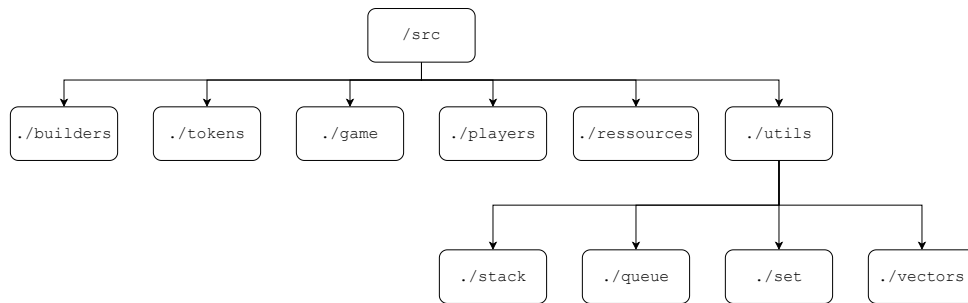 /src
./builders
./tokens
./game
./players
./ressources
./utils
./stack
./queue
./set
./vectors